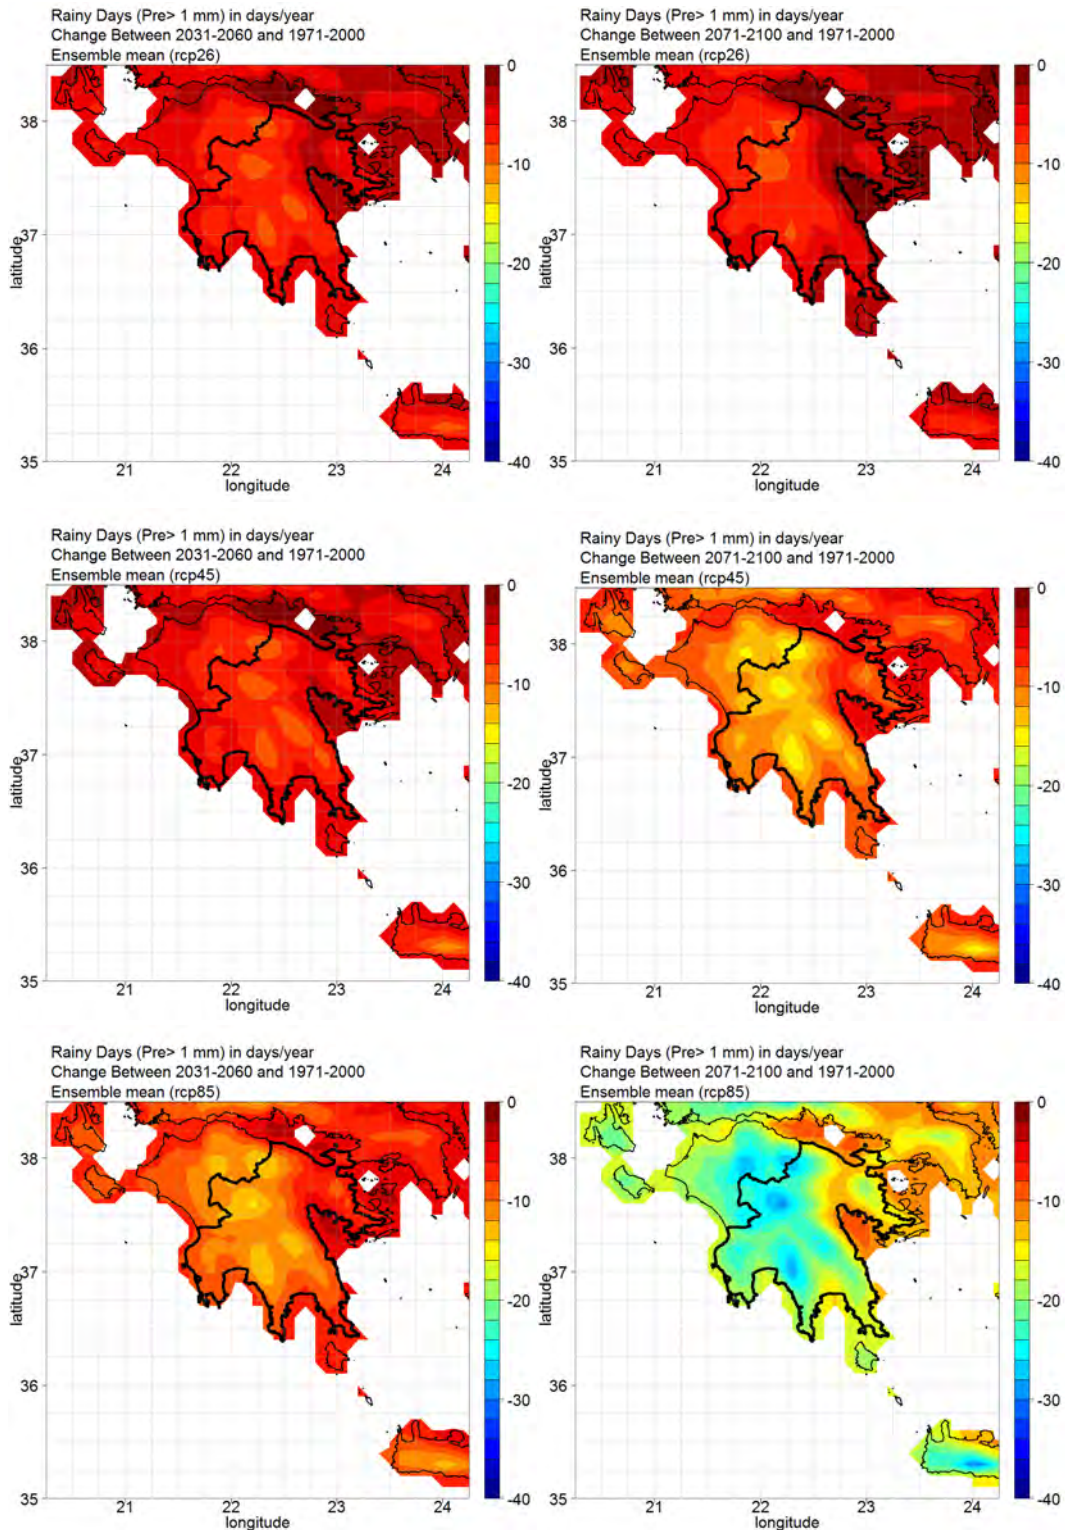 Rainy Days (Pre> 1 mm) in days/year
Change Between 2031-2060 and 1971-2000
Ensemble mean (rcp26)
0
-10
-20
-30
-40
38
37
36
35
latitude
21
22
23
24
longitude
Rainy Days (Pre> 1 mm) in days/year
Change Between 2071-2100 and 1971-2000
Ensemble mean (rcp26)
0
-10
-20
-30
-40
38
37
36
35
latitude
21
22
23
24
longitude
Rainy Days (Pre> 1 mm) in days/year
Change Between 2031-2060 and 1971-2000
Ensemble mean (rcp45)
0
-10
-20
-30
-40
38
37
36
35
latitude
21
22
23
24
longitude
Rainy Days (Pre> 1 mm) in days/year
Change Between 2071-2100 and 1971-2000
Ensemble mean (rcp45)
0
-10
-20
-30
-40
38
37
36
35
latitude
21
22
23
24
longitude
Rainy Days (Pre> 1 mm) in days/year
Change Between 2031-2060 and 1971-2000
Ensemble mean (rcp85)
0
-10
-20
-30
-40
38
37
36
35
latitude
21
22
23
24
longitude
Rainy Days (Pre> 1 mm) in days/year
Change Between 2071-2100 and 1971-2000
Ensemble mean (rcp85)
0
-10
-20
-30
-40
38
37
36
35
latitude
21
22
23
24
longitude